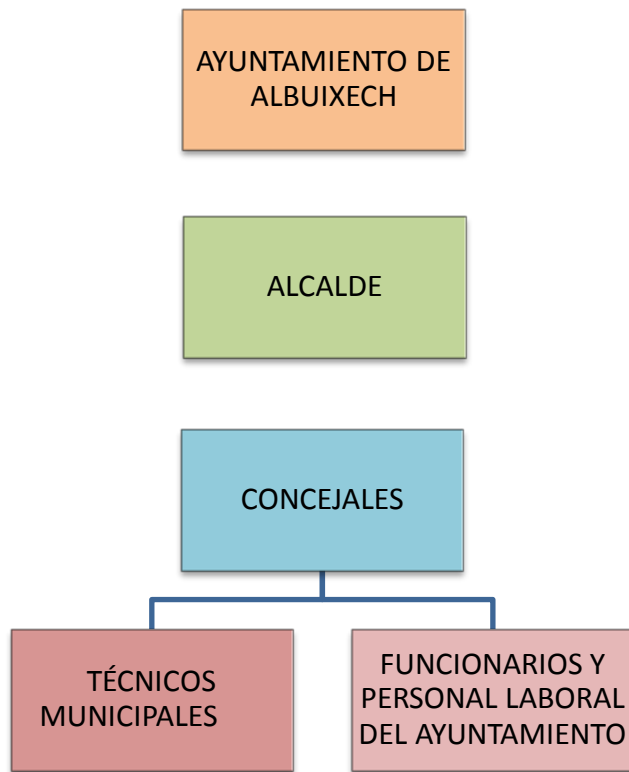 AYUNTAMIENTO DE
ALBUIXECH
ALCALDE
CONCEJALES
TÉCNICOS
MUNICIPALES
FUNCIONARIOS Y
PERSONAL LABORAL
DEL AYUNTAMIENTO